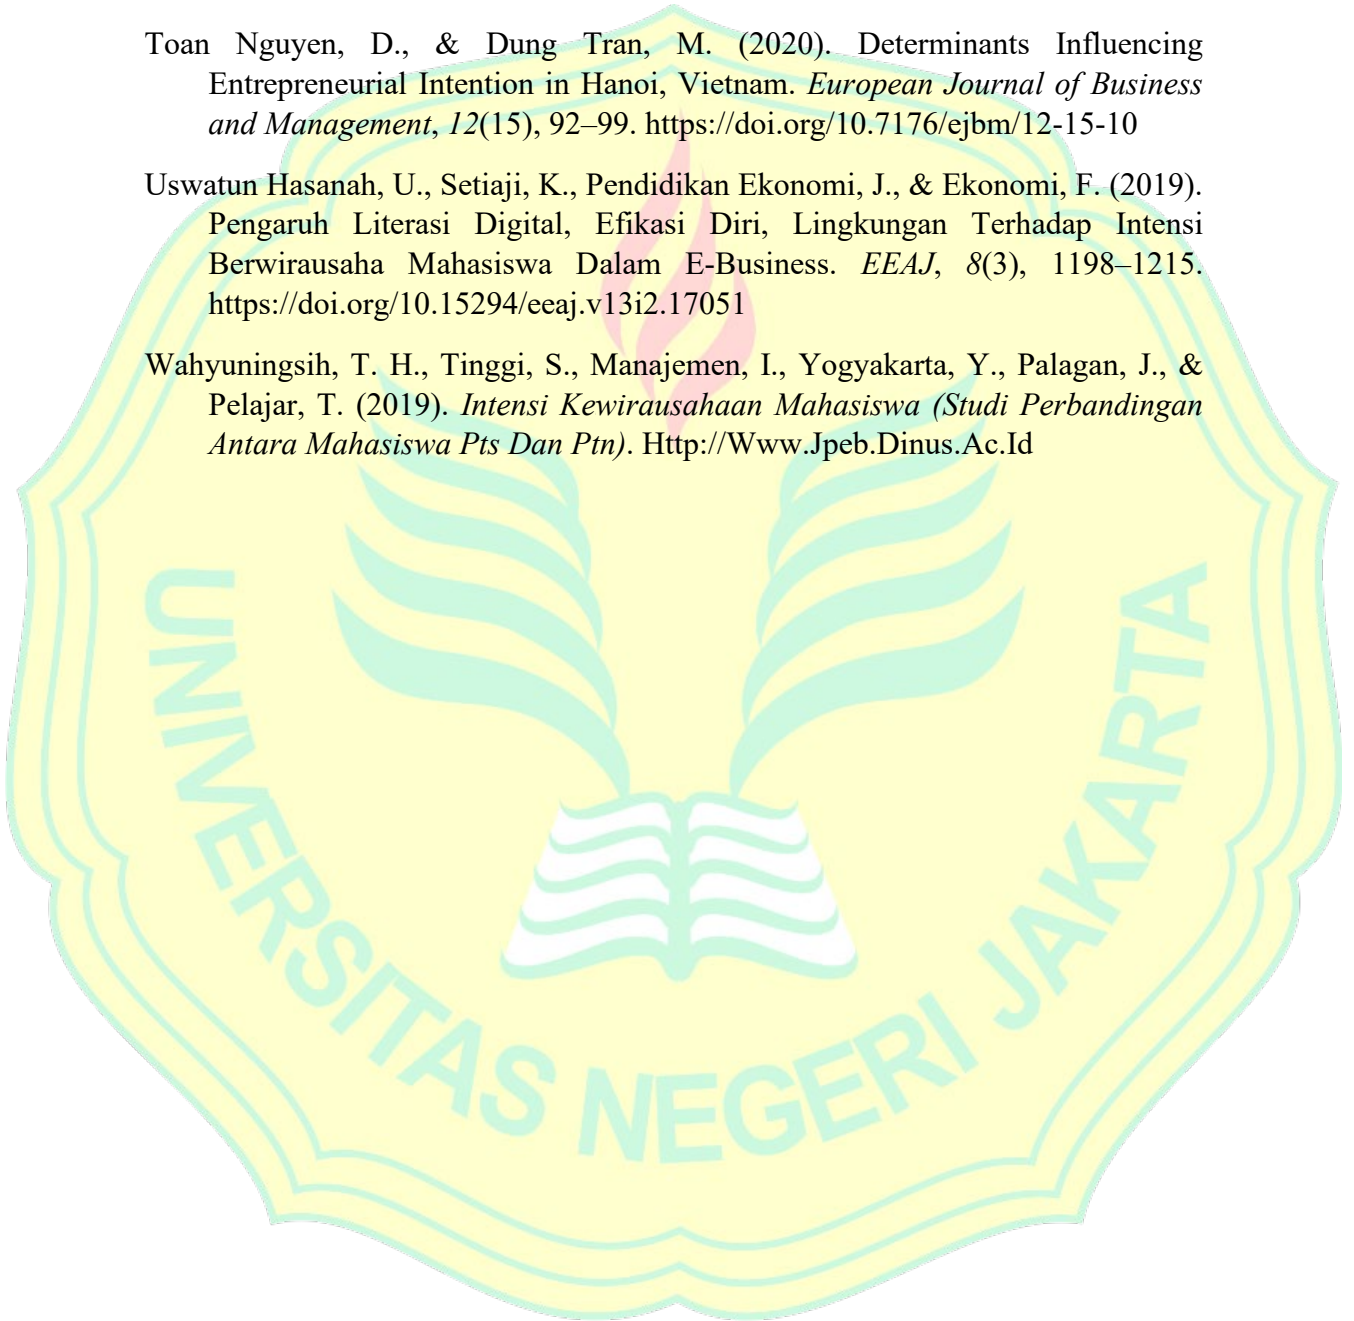 Toan Nguyen, D., & Dung Tran, M. (2020). Determinants Influencing
Entrepreneurial Intention in Hanoi, Vietnam. European Journal of Business
and Management, 12(15), 92–99. https://doi.org/10.7176/ejbm/12-15-10
Uswatun Hasanah, U., Setiaji, K., Pendidikan Ekonomi, J., & Ekonomi, F. (2019).
Pengaruh Literasi Digital, Efikasi Diri, Lingkungan Terhadap Intensi
Berwirausaha Mahasiswa Dalam E-Business. EEAJ, 8(3), 1198–1215.
https://doi.org/10.15294/eeaj.v13i2.17051
Wahyuningsih, T. H., Tinggi, S., Manajemen, I., Yogyakarta, Y., Palagan, J., &
Pelajar, T. (2019). Intensi Kewirausahaan Mahasiswa (Studi Perbandingan
Antara Mahasiswa Pts Dan Ptn). Http://Www.Jpeb.Dinus.Ac.Id
UNIVERSITAS NEGERI JAKARTA